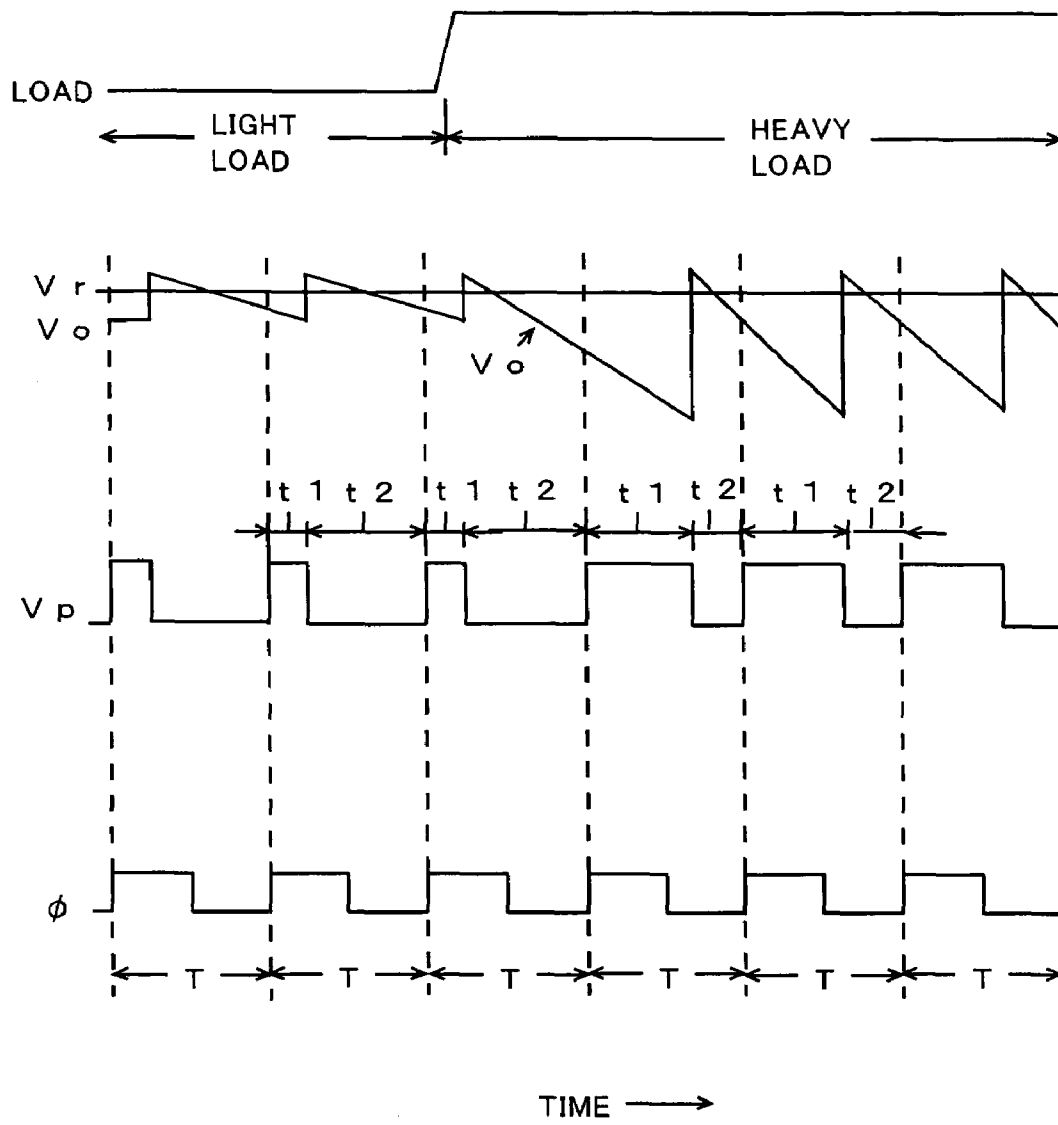 LOAD
LIGHT LOAD
HEAVY LOAD
V r
V o
V o
t 1 t 2 t 1 t 2 t 1 t 2 t 1 t 2
V p
ϕ
T T T T T T
TIME